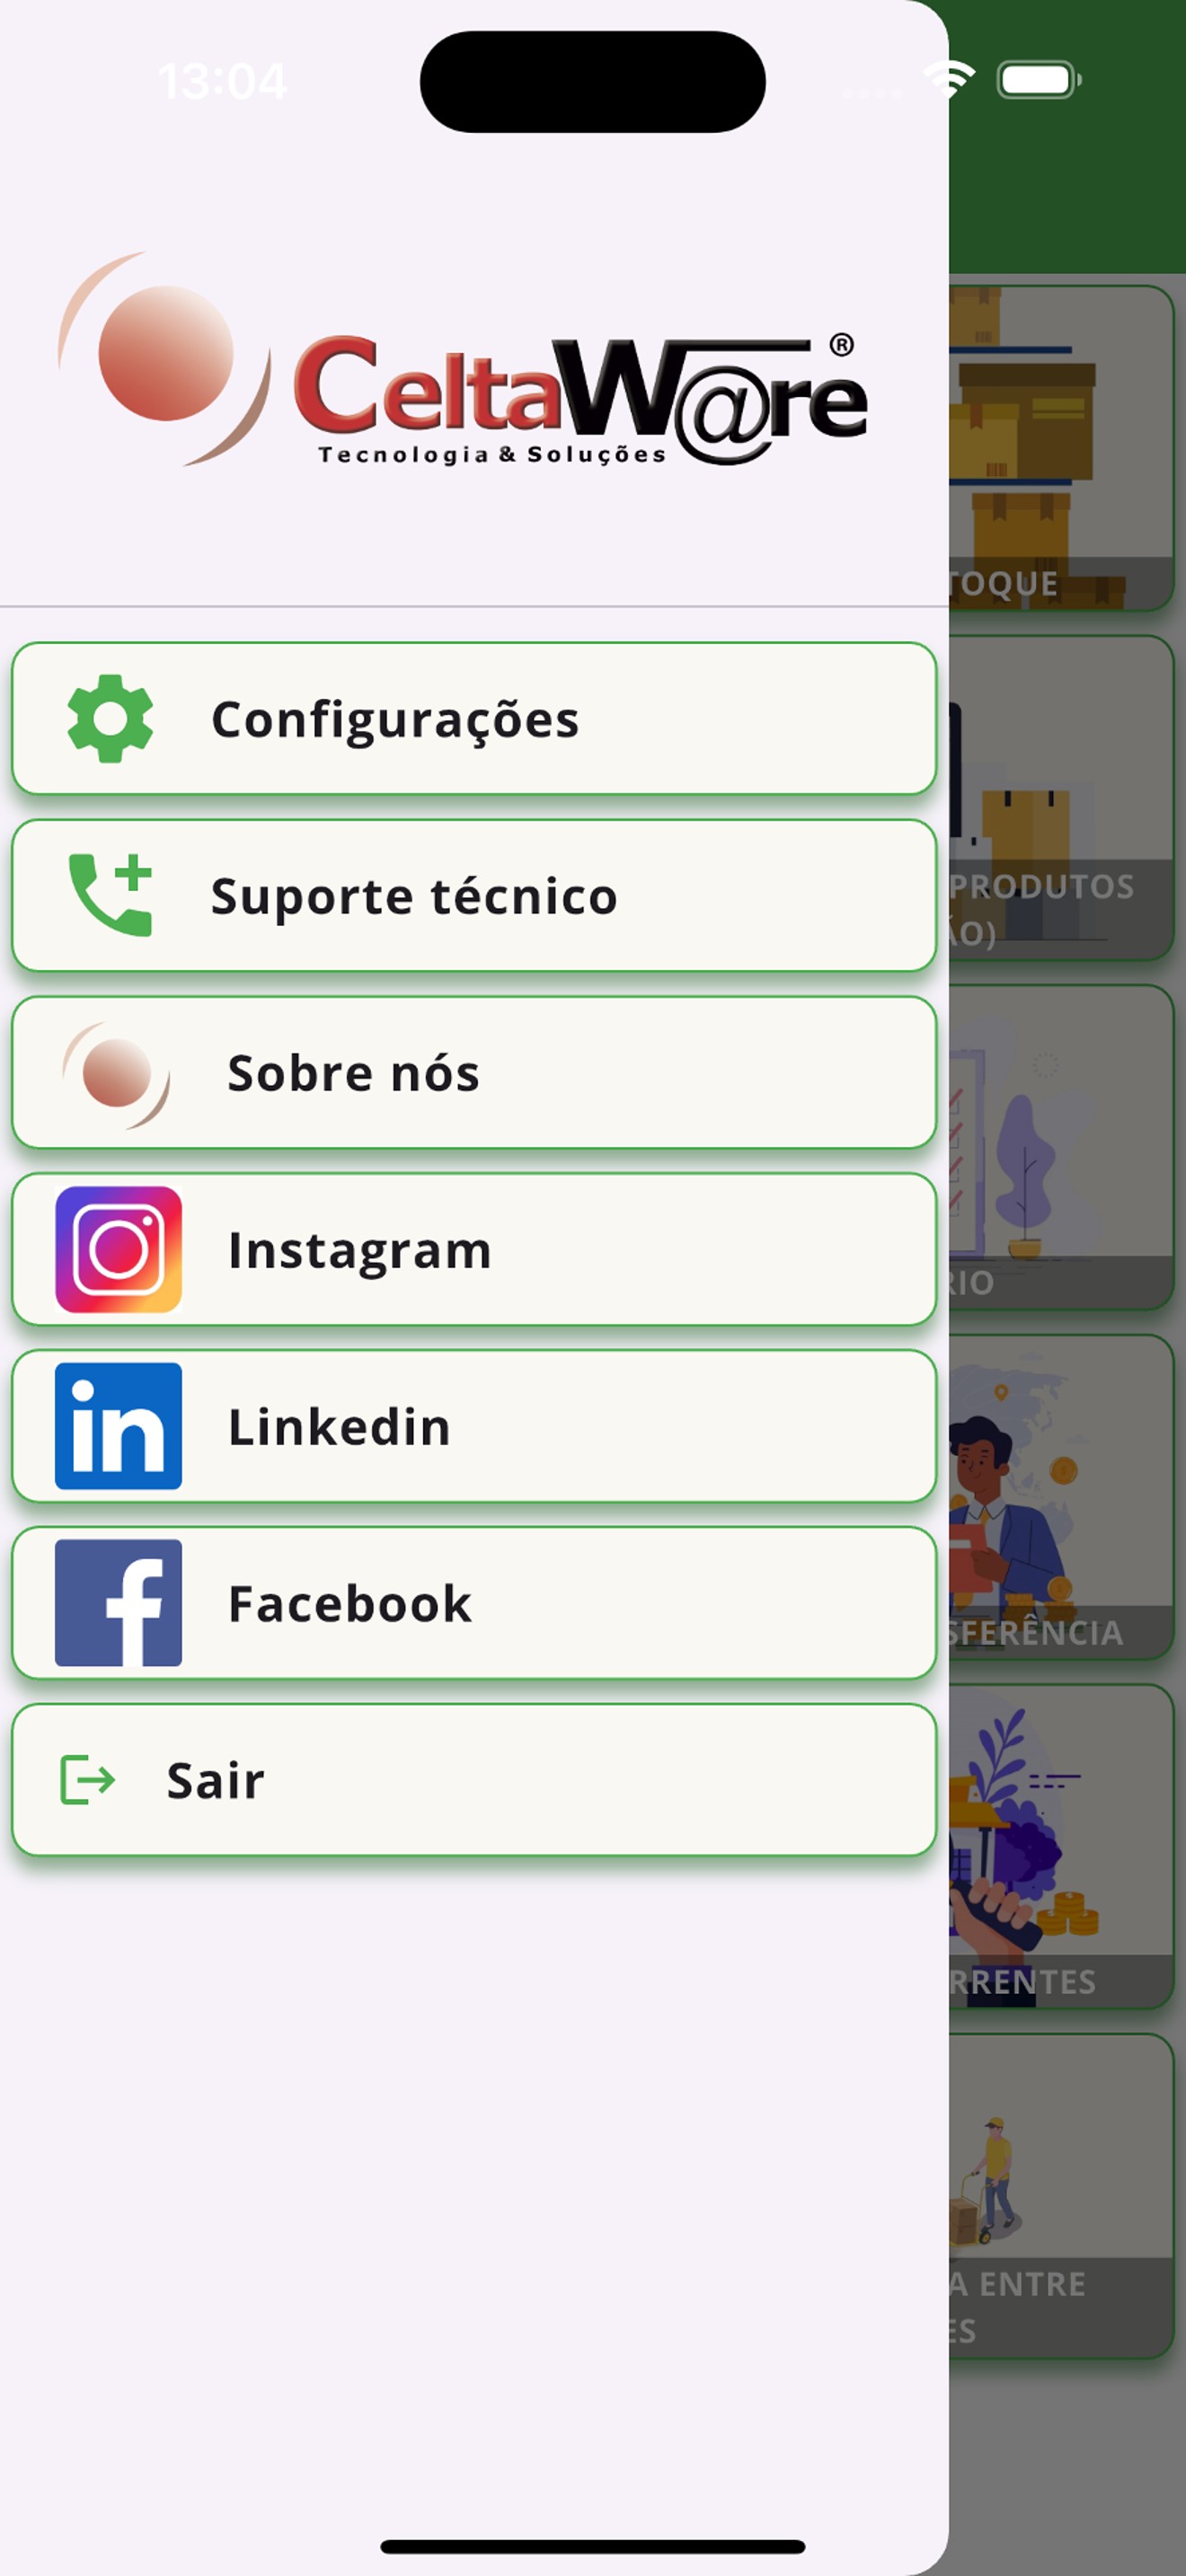 13:04
CeltaW@re ®
Tecnologia & Soluções
Configurações
Suporte técnico
Sobre nós
Instagram
Linkedin
Facebook
Sair
TOQUE
PRODUTOS
ÃO)
RIO
SFERÊNCIA
RRENTES
A ENTRE
ES